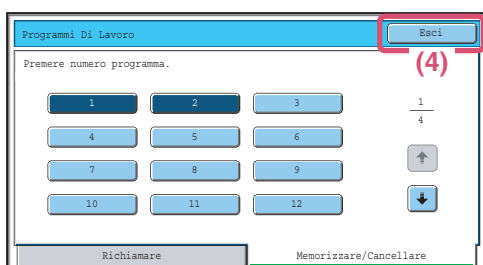 Programmi Di Lavoro Esci
(4)
Premere numero programma.
1 2 3 1
4
4 5 6
7 8 9
10 11 12
Richiamare Memorizzare/Cancellare